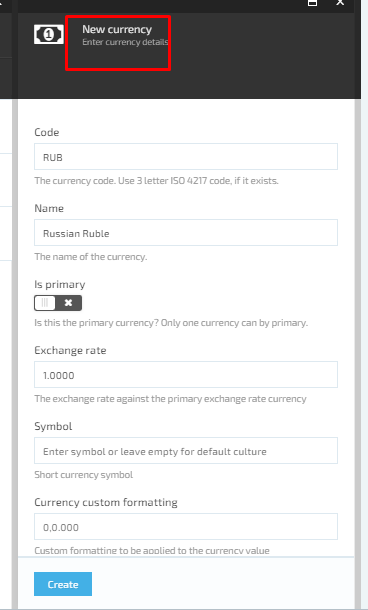 New currency
Enter currency details
Code
RUB
The currency code. Use 3 letter ISO 4217 code, if it exists.
Name
Russian Ruble
The name of the currency.
Is primary
Is this the primary currency? Only one currency can by primary.
Exchange rate
1.0000
The exchange rate against the primary exchange rate currency
Symbol
Enter symbol or leave empty for default culture
Short currency symbol
Currency custom formatting
0,0.000
Custom formatting to be applied to the currency value
Create